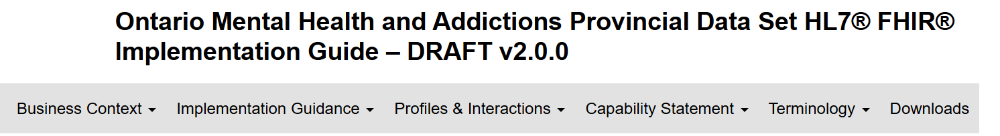 Ontario Mental Health and Addictions Provincial Data Set HL7® FHIR®
Implementation Guide – DRAFT v2.0.0
Business Context Implementation Guidance Profiles & Interactions Capability Statement Terminology Downloads